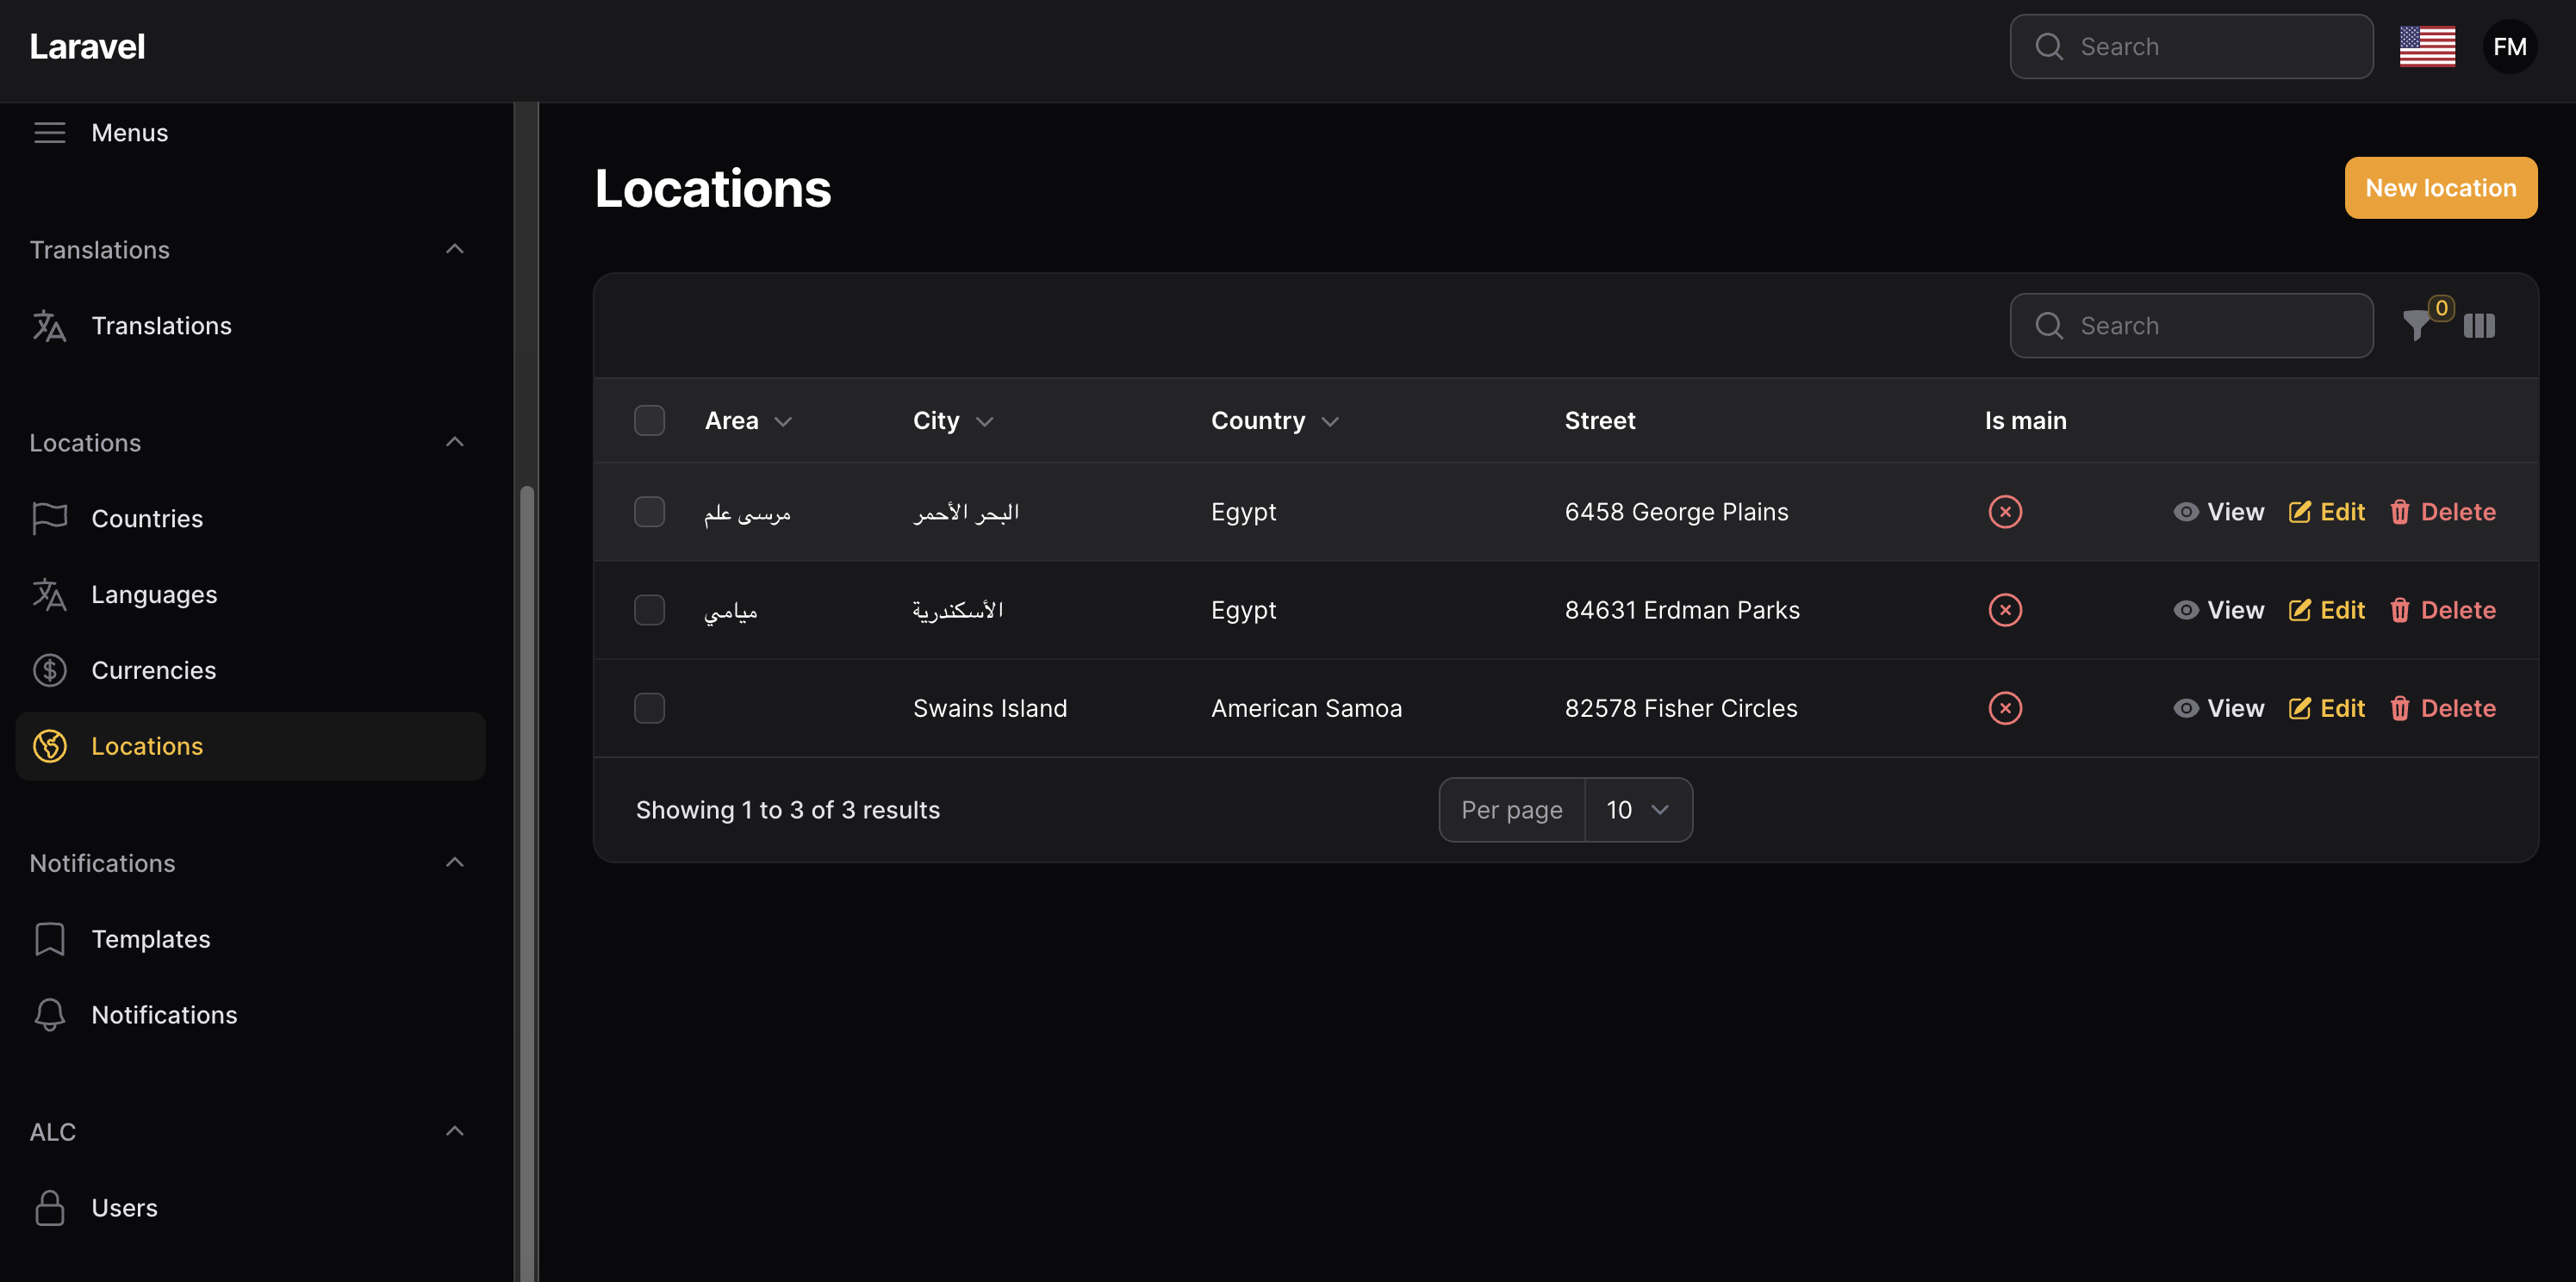 Laravel
Search
FM
Menus
Translations
Translations
Locations
Countries
Languages
Currencies
Locations
Notifications
Templates
Notifications
ALC
Users
Locations
New location
Search
0
Area City Country Street Is main
مرسى علم البحر الأحمر Egypt 6458 George Plains View Edit Delete
ميامي الأسكندرية Egypt 84631 Erdman Parks View Edit Delete
Swains Island American Samoa 82578 Fisher Circles View Edit Delete
Showing 1 to 3 of 3 results Per page 10